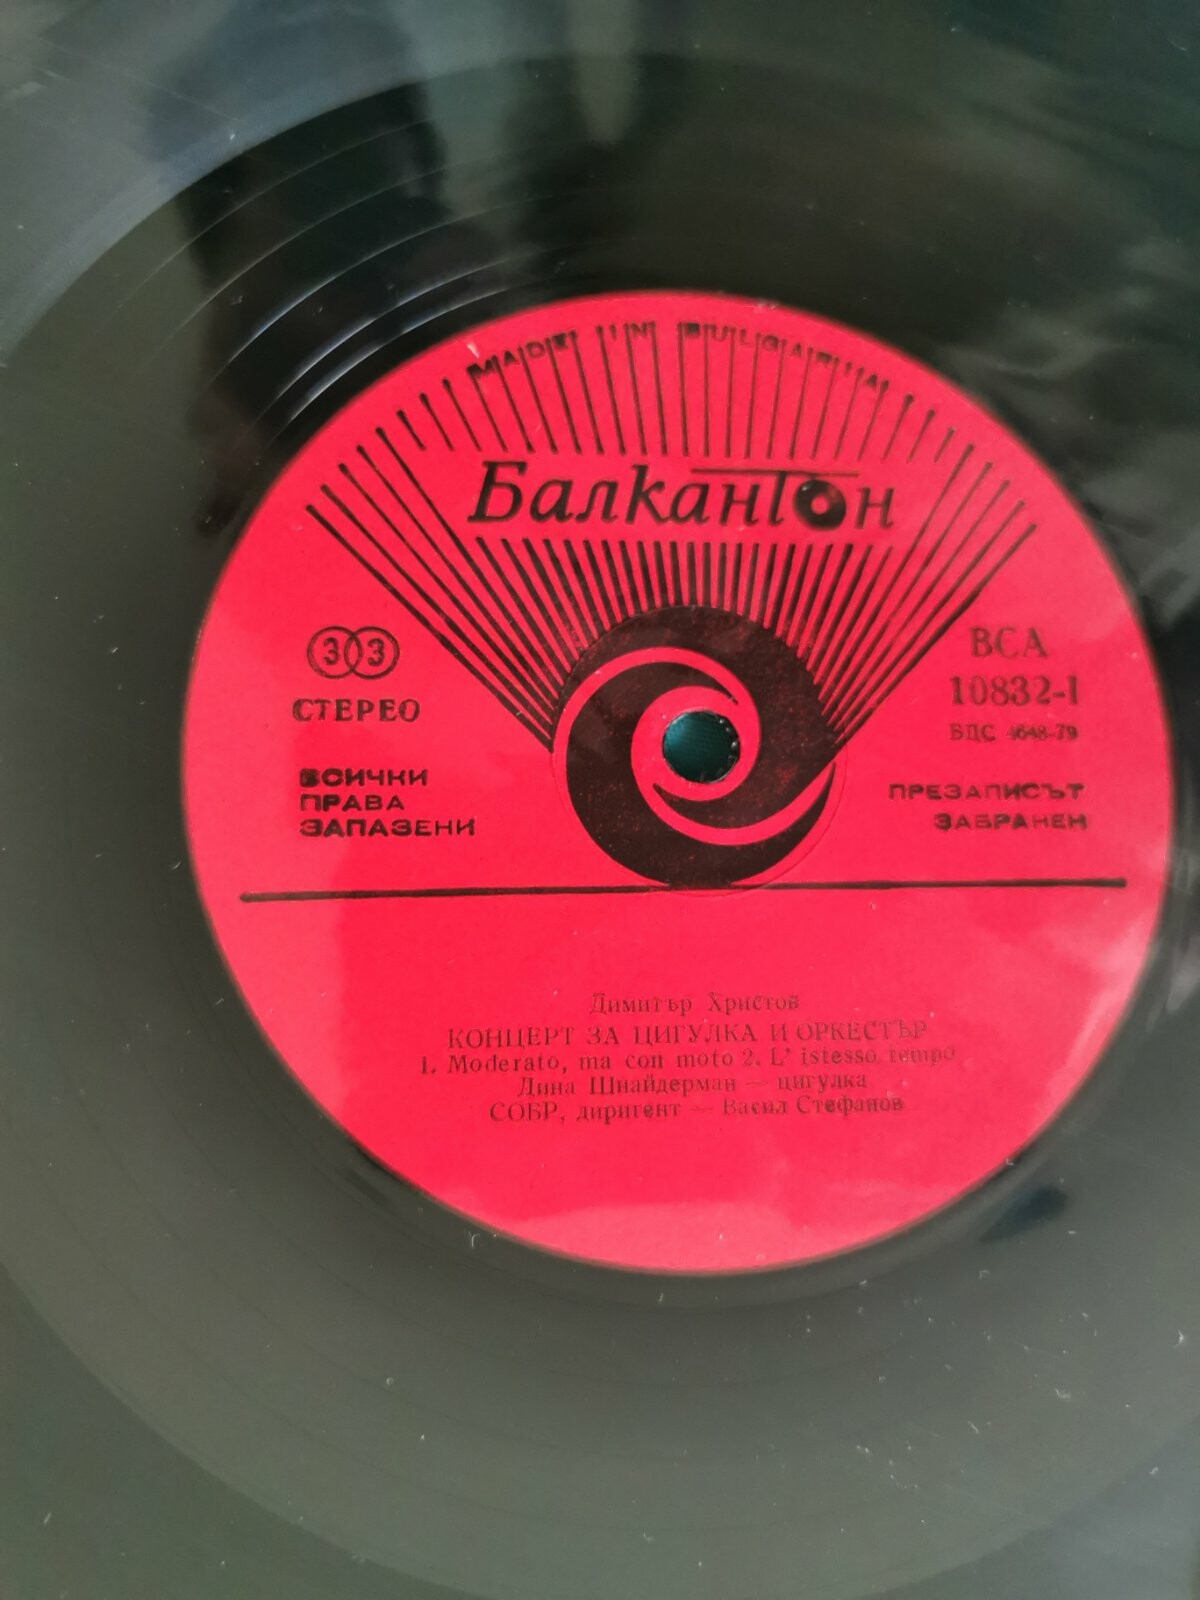 MADE IN BULGARIA
Балкантон
33
СТЕРЕО
ВСИЧКИ
ПРАВА
ЗАПАЗЕНИ
ВСА
10832-1
БДС 4648-79
ПРЕЗАПИСЪТ
ЗАБРАНЕН
Димитър Христов
КОНЦЕРТ ЗА ЦИГУЛКА И ОРКЕСТЪР
1. Moderato, ma con moto 2. L' istesso tempo
Дина Шнайдерман — цигулка
СОБР, диригент — Васил Стефанов